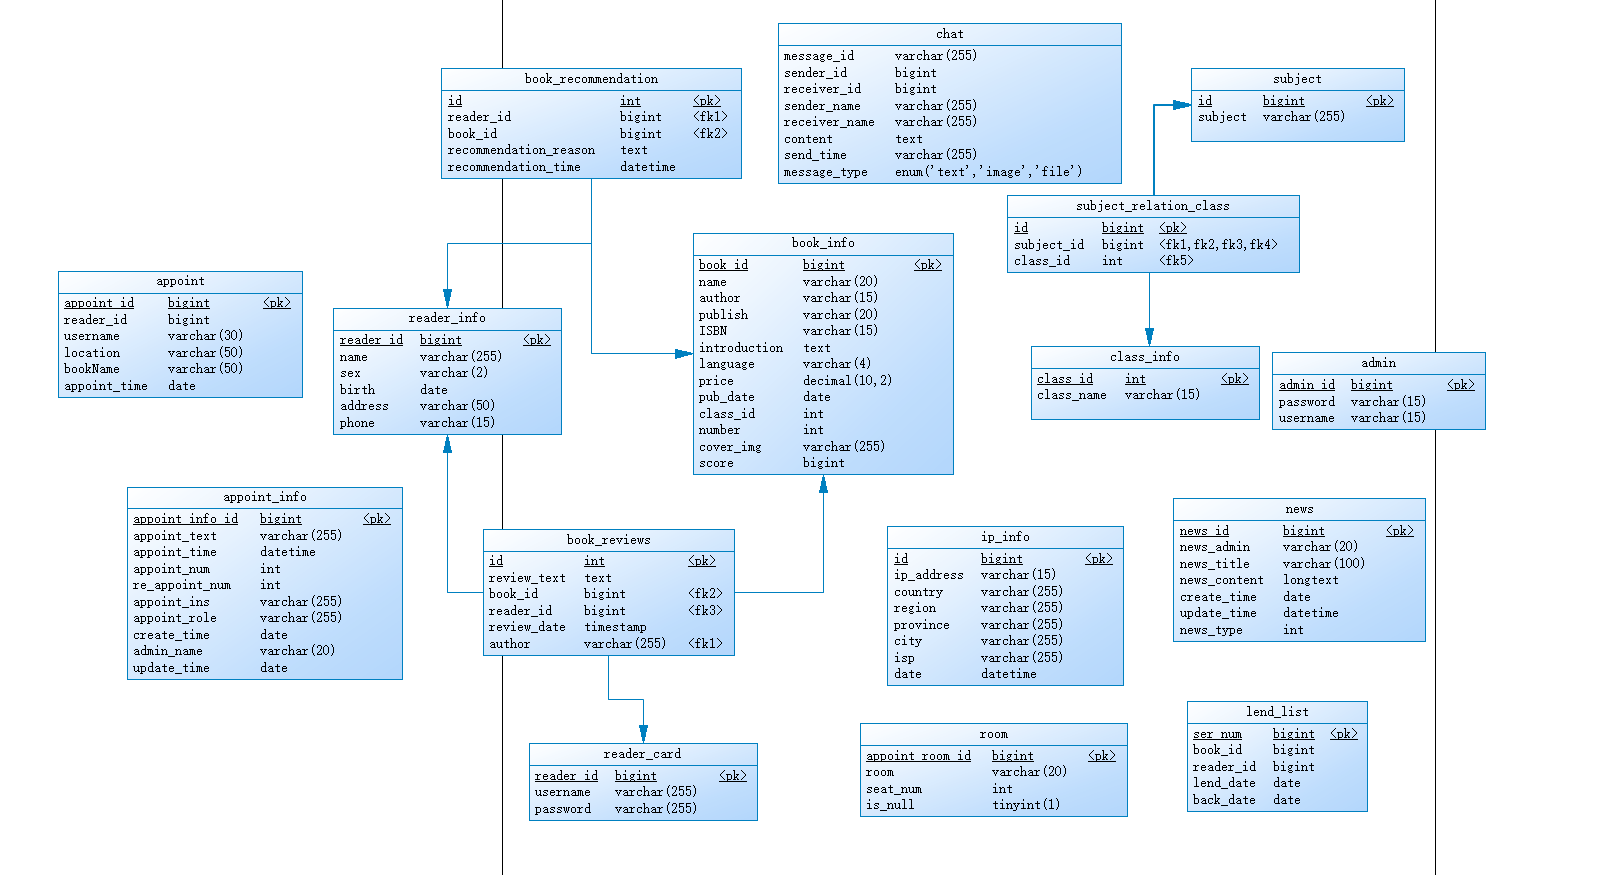 chat
message_id varchar(255)
sender_id bigint
receiver_id bigint
sender_name varchar(255)
receiver_name varchar(255)
content text
send_time varchar(255)
message_type enum('text','image','file')
book_recommendation
id int <pk>
reader_id bigint <fk1>
book_id bigint <fk2>
recommendation_reason text
recommendation_time datetime
subject
id bigint <pk>
subject varchar(255)
subject_relation_class
id bigint <pk>
subject_id bigint <fk1,fk2,fk3,fk4>
class_id int <fk5>
book_info
book_id bigint <pk>
name varchar(20)
author varchar(15)
publish varchar(20)
ISBN varchar(15)
introduction text
language varchar(4)
price decimal(10,2)
pub_date date
class_id int
number int
cover_img varchar(255)
score bigint
appoint
appoint_id bigint <pk>
reader_id bigint
username varchar(30)
location varchar(50)
bookName varchar(50)
appoint_time date
reader_info
reader_id bigint <pk>
name varchar(255)
sex varchar(2)
birth date
address varchar(50)
phone varchar(15)
class_info
class_id int <pk>
class_name varchar(15)
admin
admin_id bigint <pk>
password varchar(15)
username varchar(15)
appoint_info
appoint_info_id bigint <pk>
appoint_text varchar(255)
appoint_time datetime
appoint_num int
re_appoint_num int
appoint_ins varchar(255)
appoint_role varchar(255)
create_time date
admin_name varchar(20)
update_time date
book_reviews
id int <pk>
review_text text
book_id bigint <fk2>
reader_id bigint <fk3>
review_date timestamp
author varchar(255) <fk1>
ip_info
id bigint <pk>
ip_address varchar(15)
country varchar(255)
region varchar(255)
province varchar(255)
city varchar(255)
isp varchar(255)
date datetime
news
news_id bigint <pk>
news_admin varchar(20)
news_title varchar(100)
news_content longtext
create_time date
update_time datetime
news_type int
reader_card
reader_id bigint <pk>
username varchar(255)
password varchar(255)
room
appoint_room_id bigint <pk>
room varchar(20)
seat_num int
is_null tinyint(1)
lend_list
ser_num bigint <pk>
book_id bigint
reader_id bigint
lend_date date
back_date date